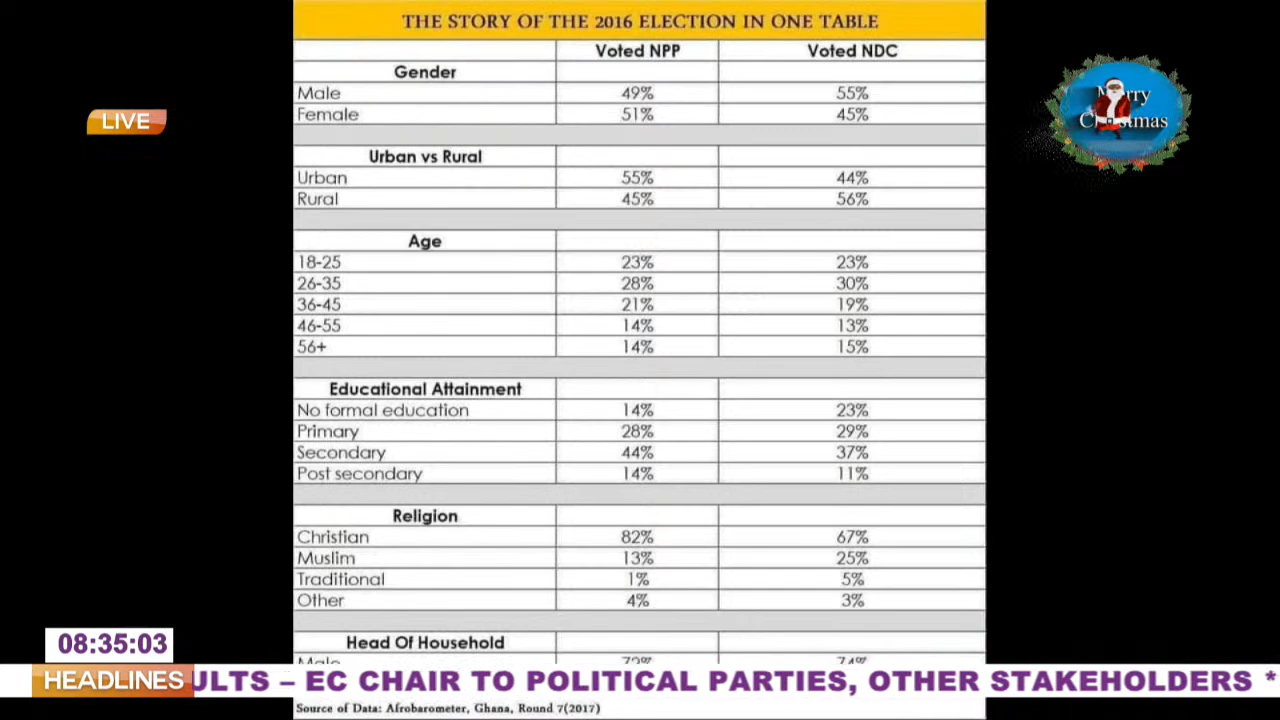 THE STORY OF THE 2016 ELECTION IN ONE TABLE
Voted NPP Voted NDC
Gender
Male 49% 55%
Female 51% 45%
Urban vs Rural
Urban 55% 44%
Rural 45% 56%
Age
18-25 23% 23%
26-35 28% 30%
36-45 21% 19%
46-55 14% 13%
56+ 14% 15%
Educational Attainment
No formal education 14% 23%
Primary 28% 29%
Secondary 44% 37%
Post secondary 14% 11%
Religion
Christian 82% 67%
Muslim 13% 25%
Traditional 1% 5%
Other 4% 3%
Head Of Household
Male 72% 74%
LIVE
Merry
Christmas
08:35:03
HEADLINES ULTS – EC CHAIR TO POLITICAL PARTIES, OTHER STAKEHOLDERS *
Source of Data: Afrobarometer, Ghana, Round 7(2017)